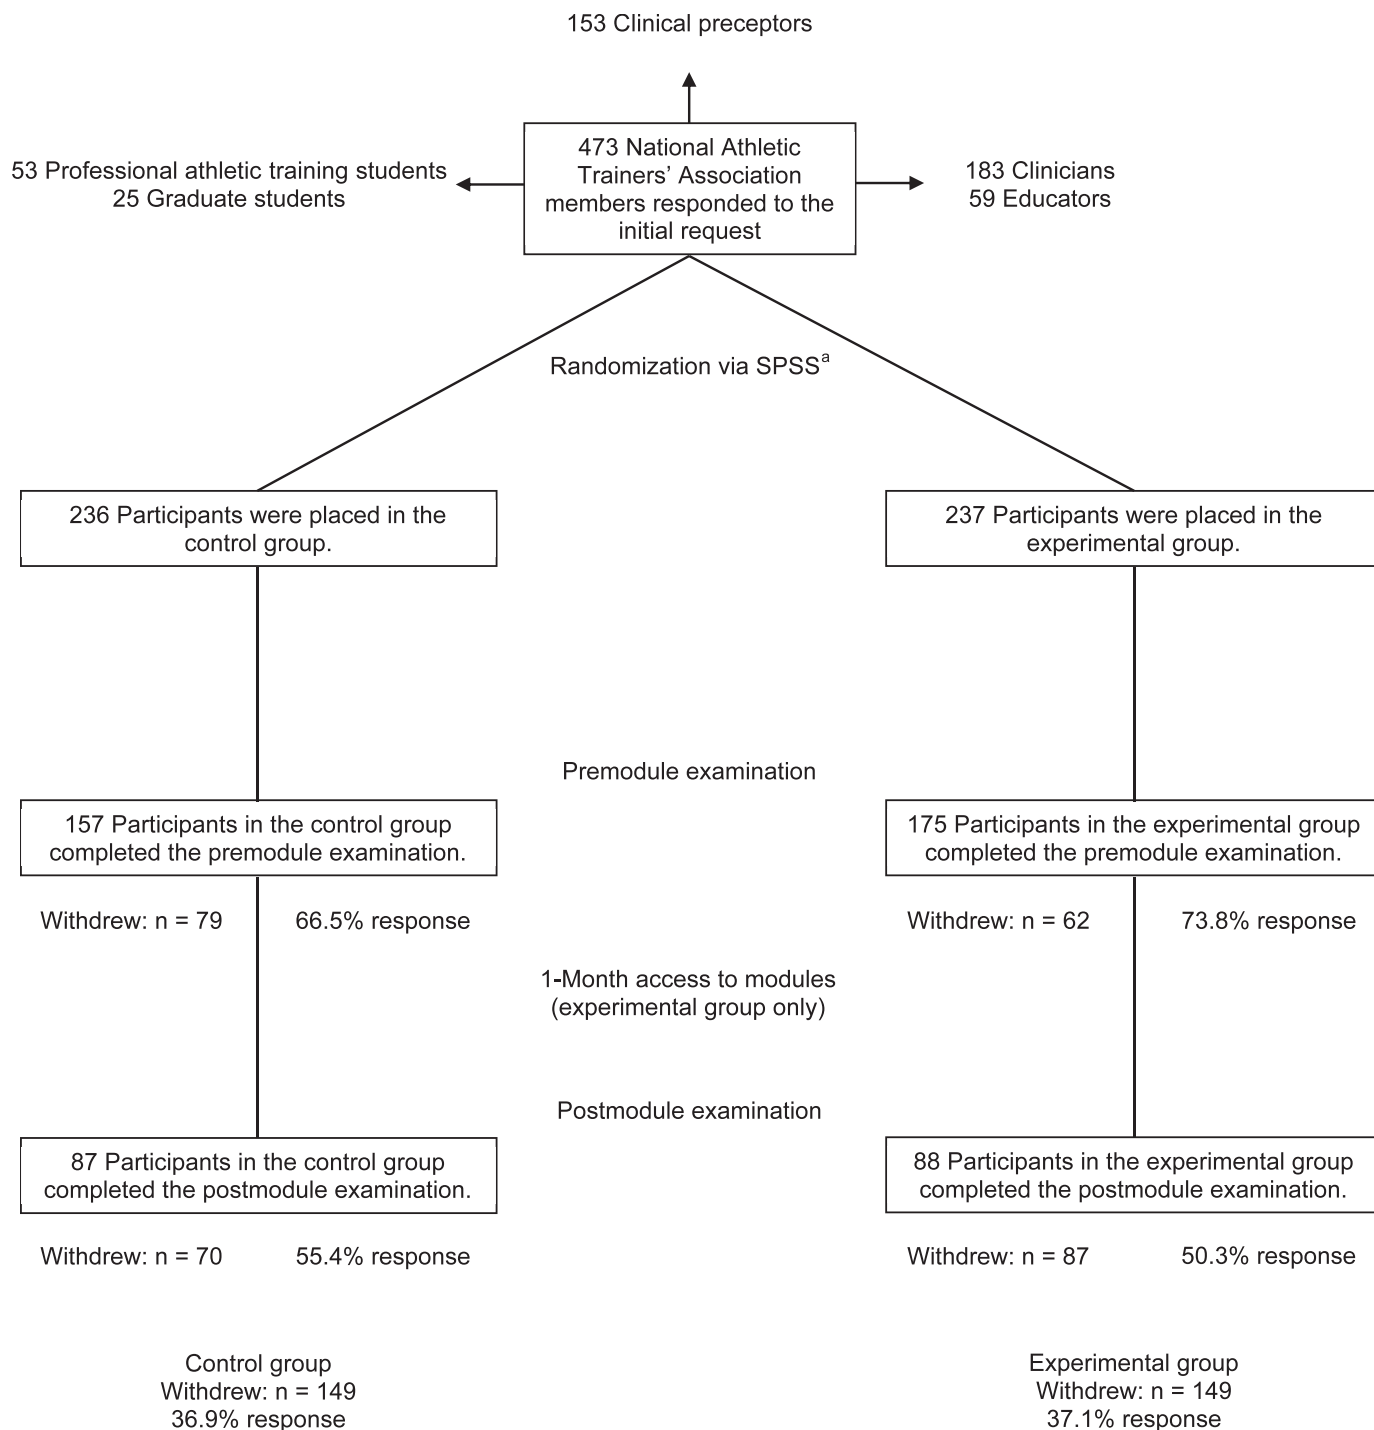 153 Clinical preceptors
473 National Athletic
Trainers’ Association
members responded to the
initial request
53 Professional athletic training students
25 Graduate students
183 Clinicians
59 Educators
Randomization via SPSSᵃ
236 Participants were placed in the
control group.
237 Participants were placed in the
experimental group.
Premodule examination
157 Participants in the control group
completed the premodule examination.
175 Participants in the experimental group
completed the premodule examination.
Withdrew: n = 79 66.5% response
Withdrew: n = 62 73.8% response
1-Month access to modules
(experimental group only)
Postmodule examination
87 Participants in the control group
completed the postmodule examination.
88 Participants in the experimental group
completed the postmodule examination.
Withdrew: n = 70 55.4% response
Withdrew: n = 87 50.3% response
Control group
Withdrew: n = 149
36.9% response
Experimental group
Withdrew: n = 149
37.1% response